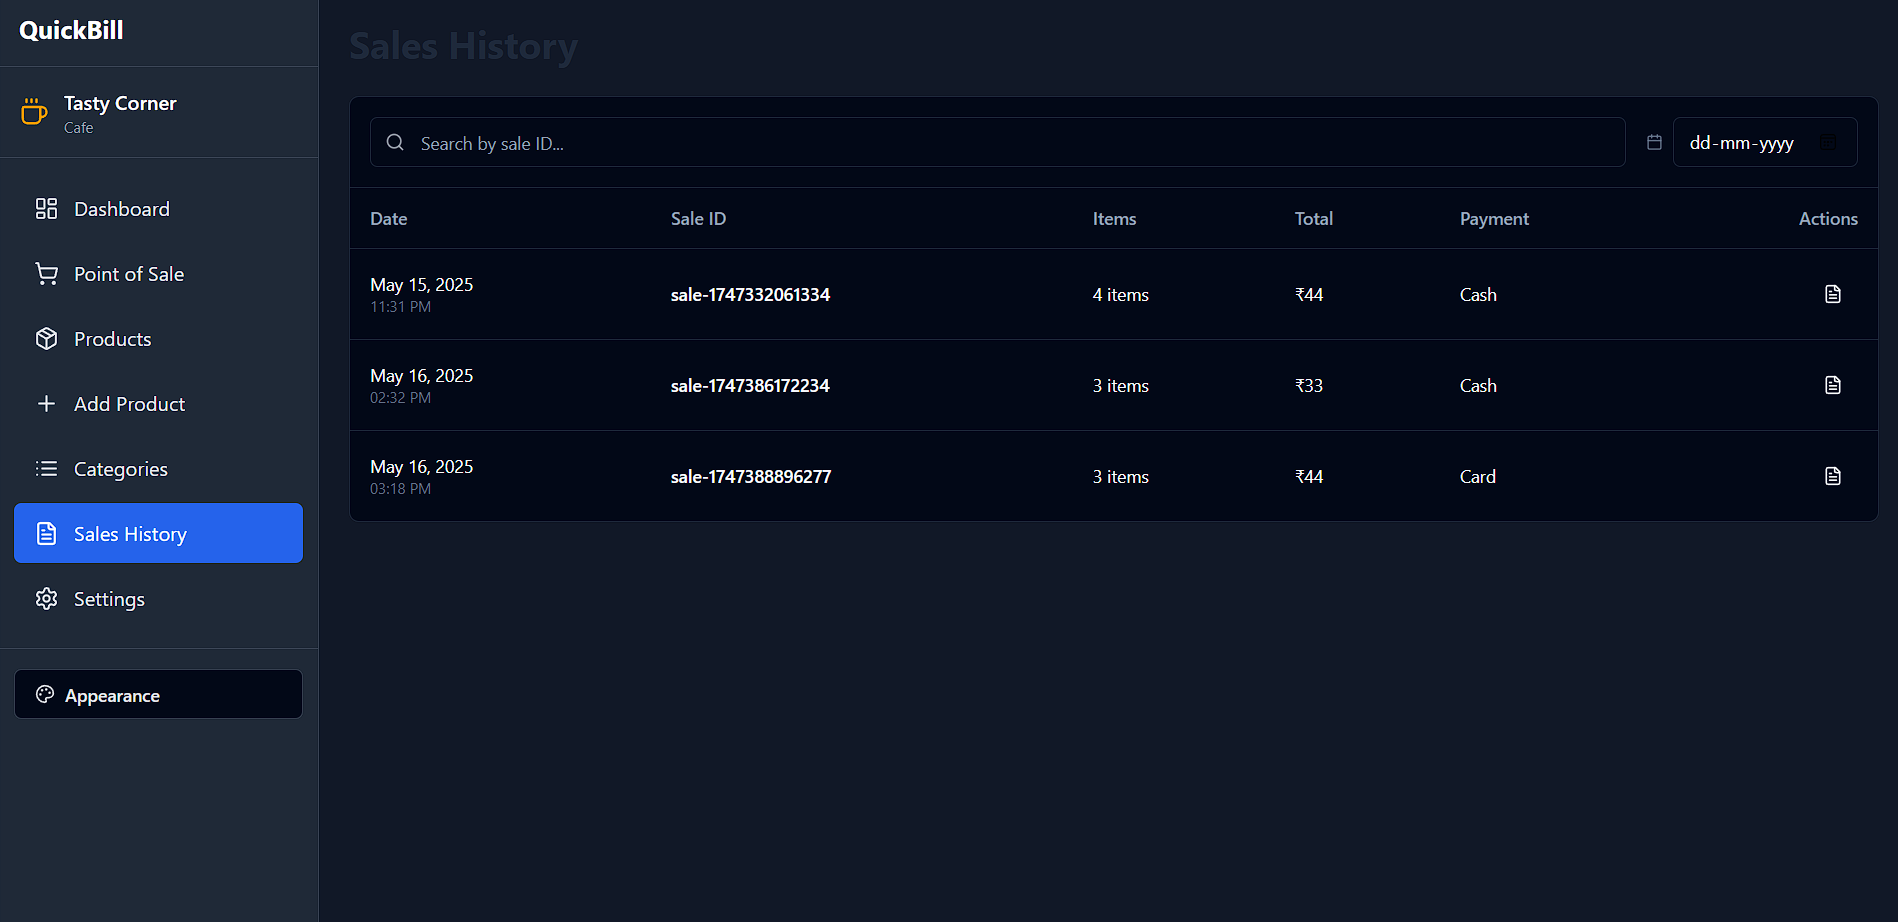 QuickBill
Tasty Corner
Cafe
Dashboard
Point of Sale
Products
Add Product
Categories
Sales History
Settings
Appearance
Sales History
Search by sale ID...
dd-mm-yyyy
Date Sale ID Items Total Payment Actions
May 15, 2025
11:31 PM
sale-1747332061334 4 items ₹44 Cash
May 16, 2025
02:32 PM
sale-1747386172234 3 items ₹33 Cash
May 16, 2025
03:18 PM
sale-1747388896277 3 items ₹44 Card